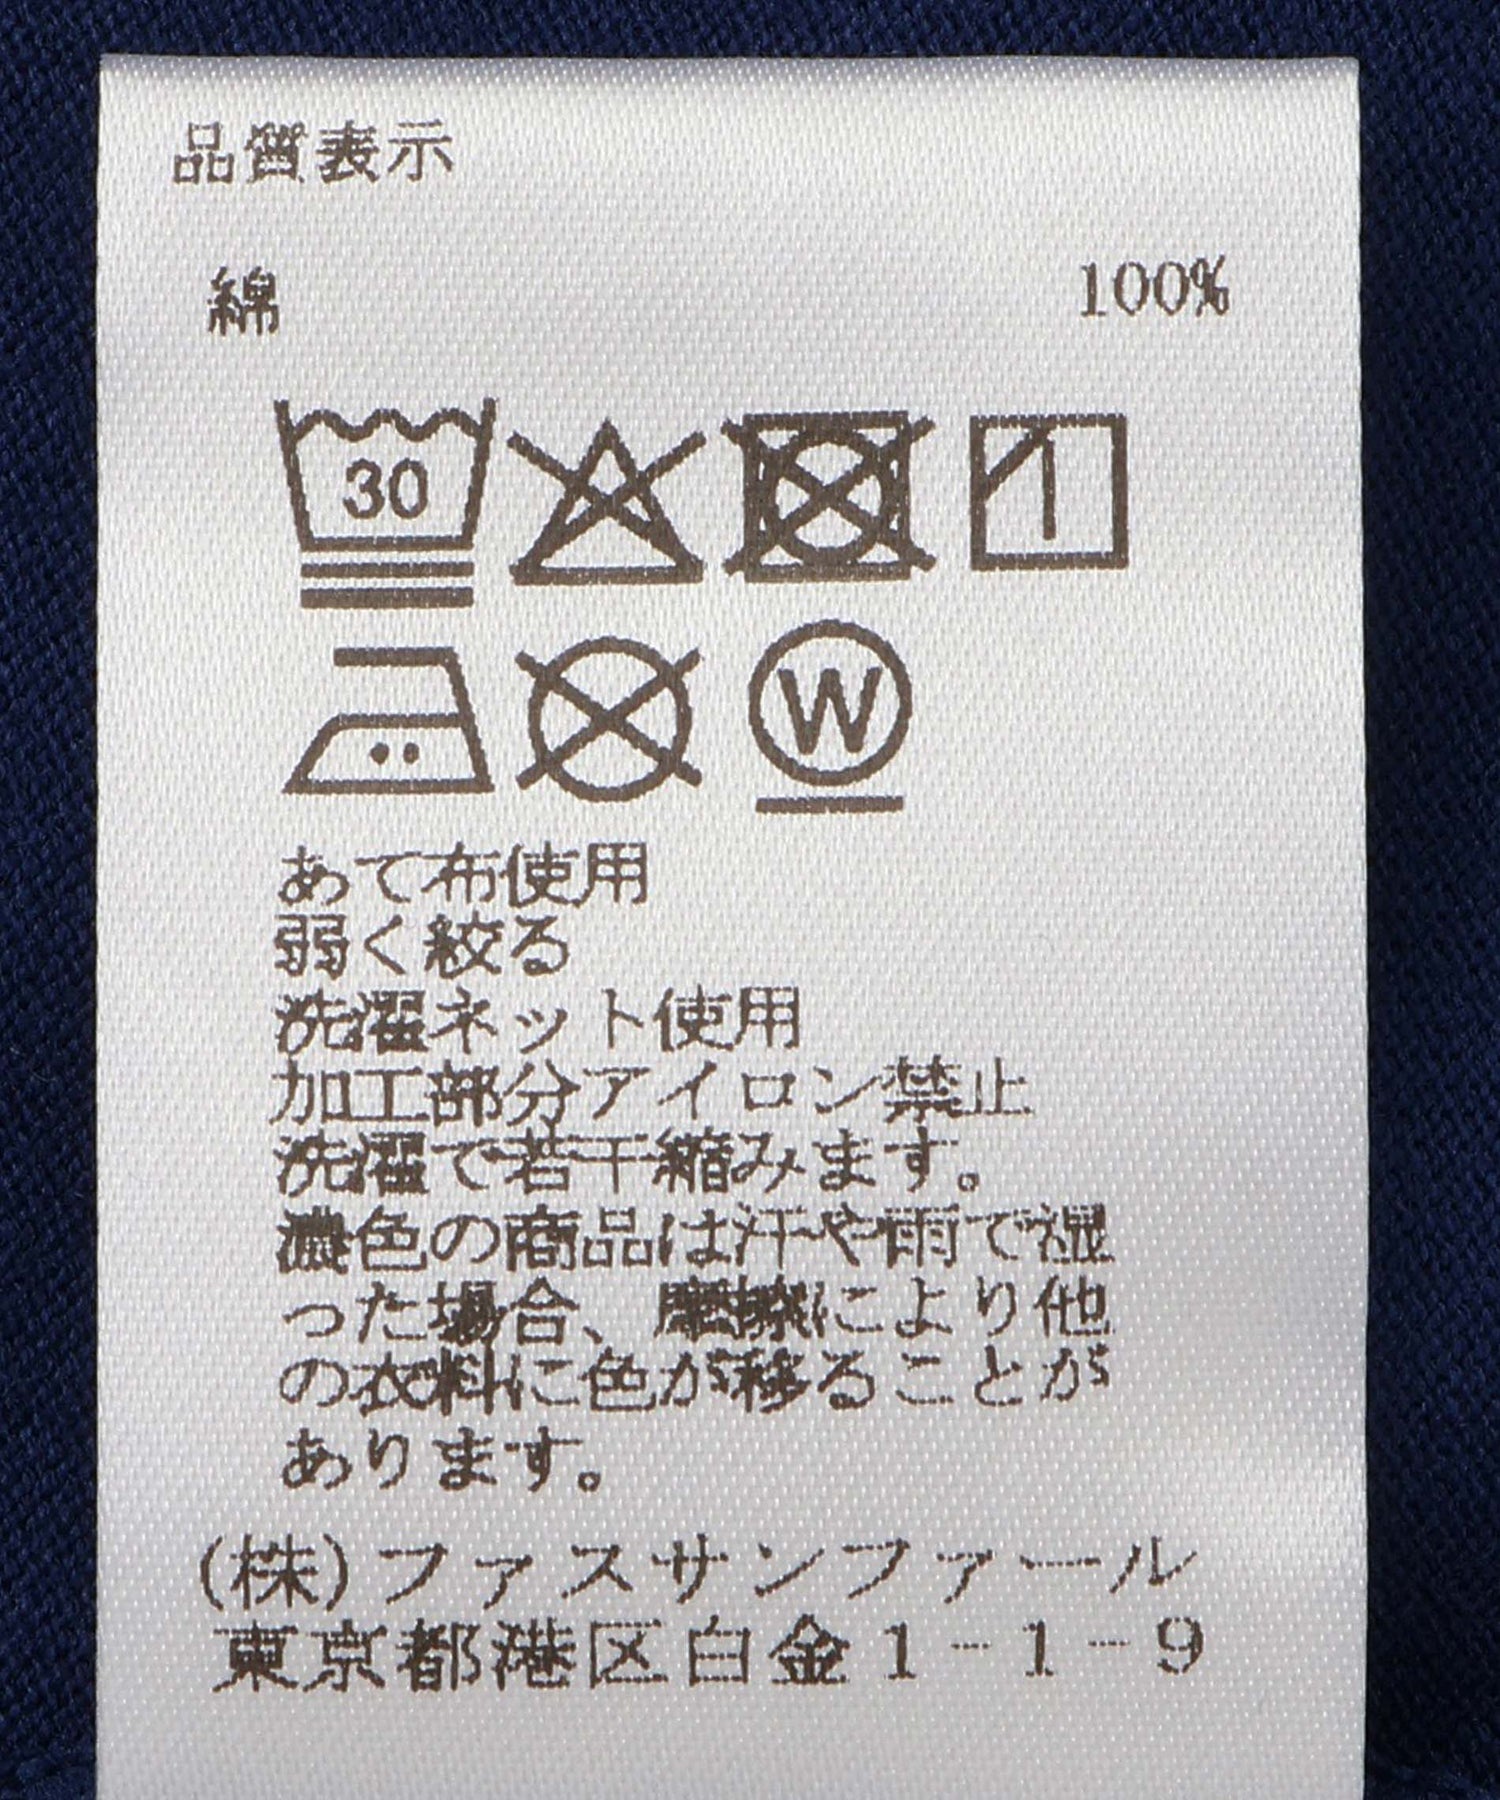 品質表示
綿 100%
30
W
あて布使用
弱く絞る
洗濯ネット使用
加工部分アイロン禁止
洗濯で若干縮みます。
濃色の商品は汗や雨で湿
った場合、摩擦により他
の衣料に色が移ることが
あります。
(株)ファスサンファール
東京都港区白金1-1-9